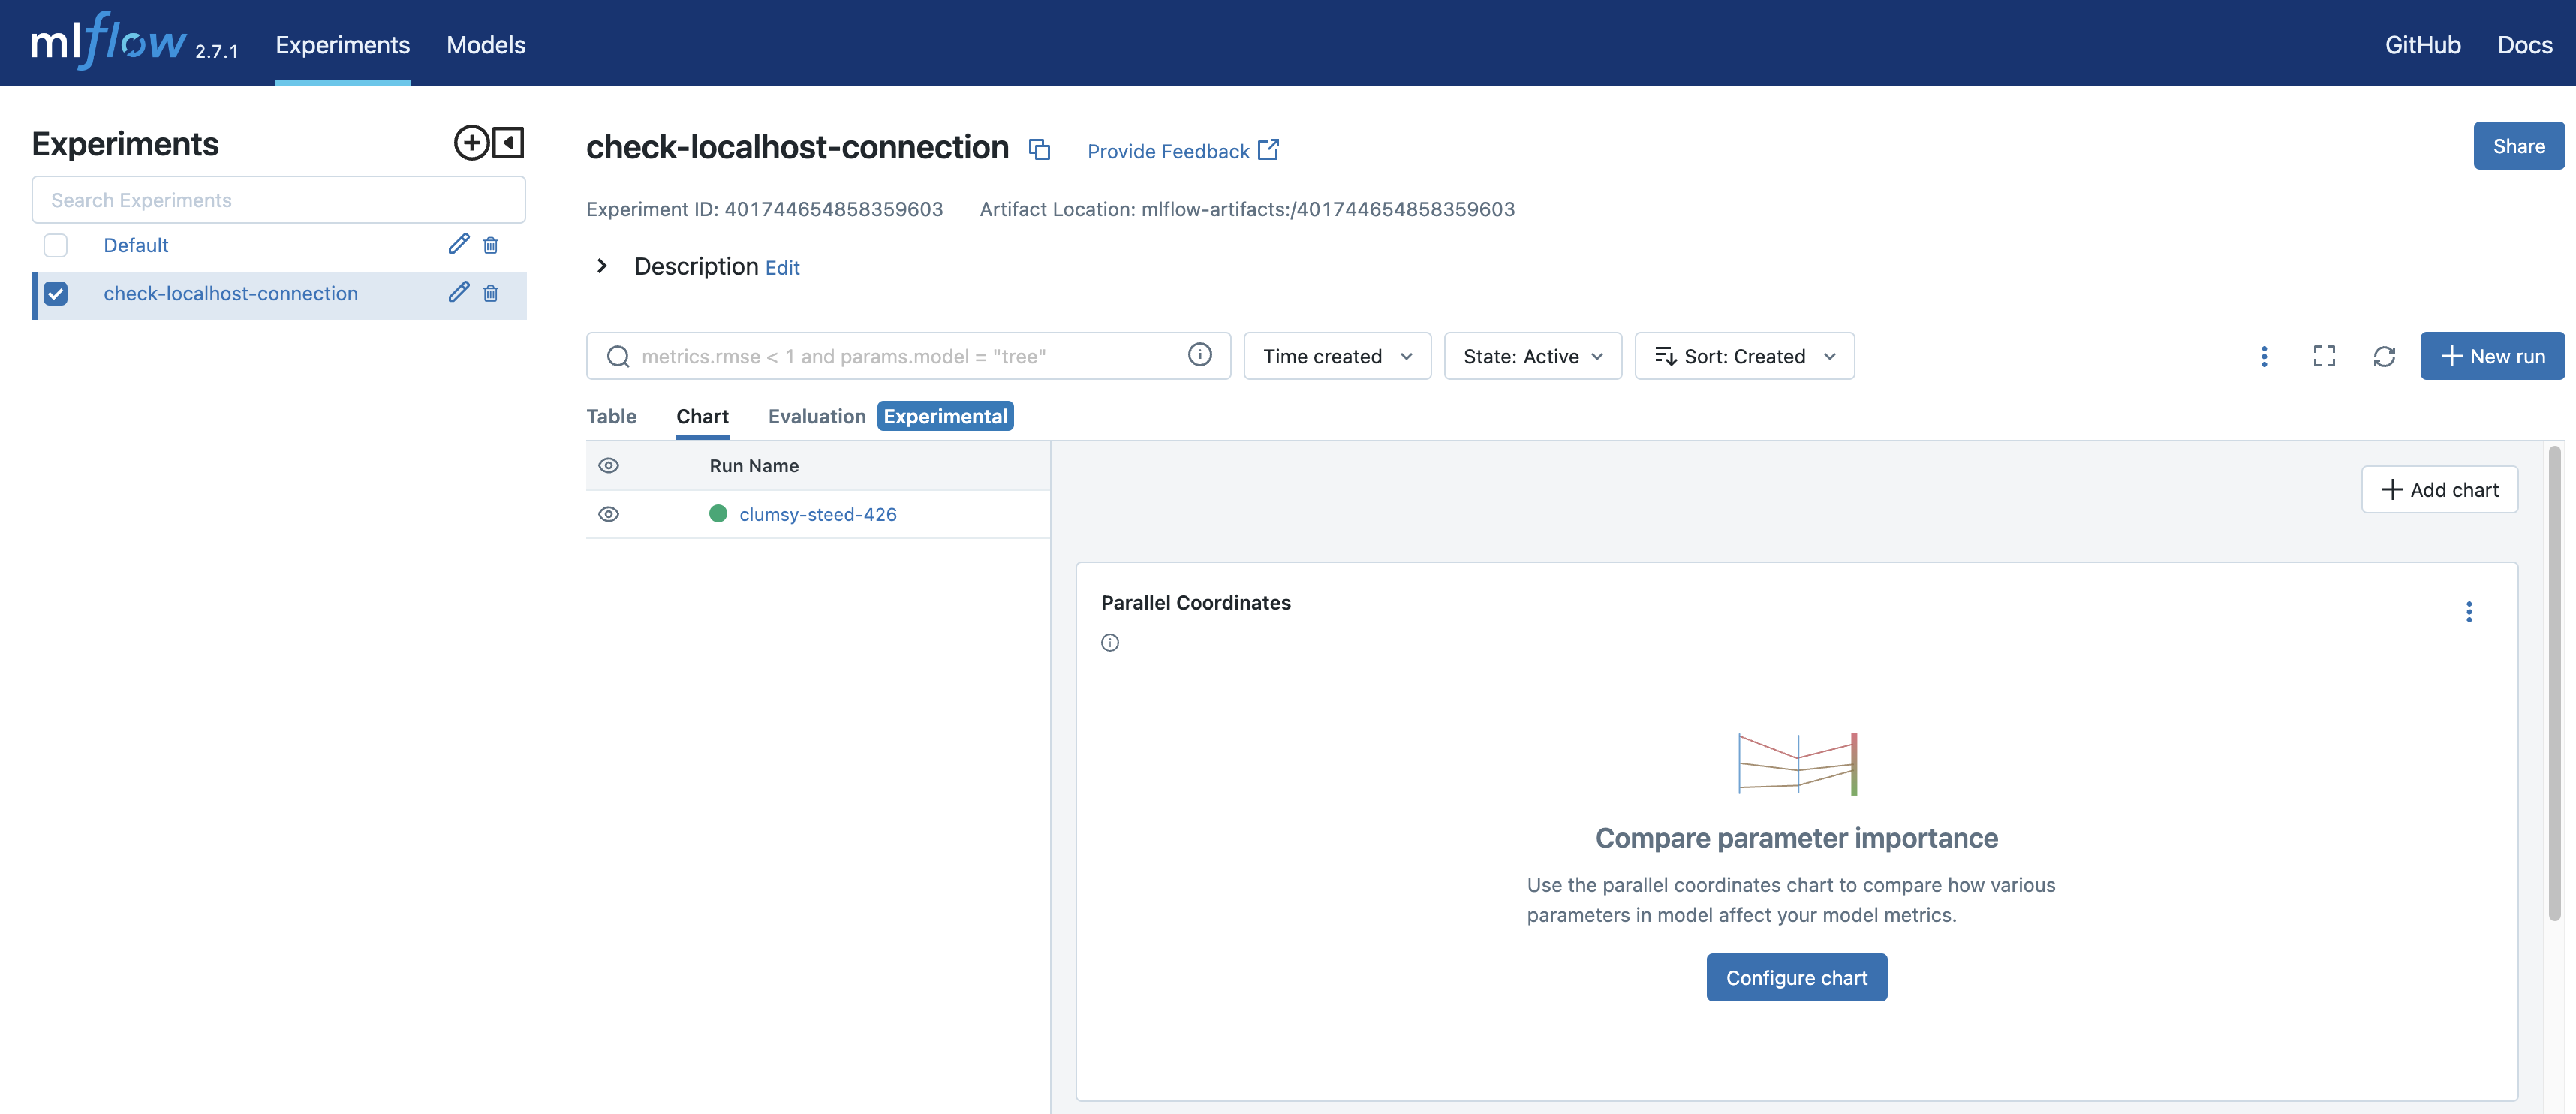 mlflow 2.7.1 Experiments Models GitHub Docs
Experiments
Search Experiments
Default
check-localhost-connection
check-localhost-connection Provide Feedback Share
Experiment ID: 401744654858359603 Artifact Location: mlflow-artifacts:/401744654858359603
Description Edit
metrics.rmse < 1 and params.model = "tree" Time created State: Active Sort: Created New run
Table Chart Evaluation Experimental
Run Name
clumsy-steed-426
Add chart
Parallel Coordinates
Compare parameter importance
Use the parallel coordinates chart to compare how various
parameters in model affect your model metrics.
Configure chart